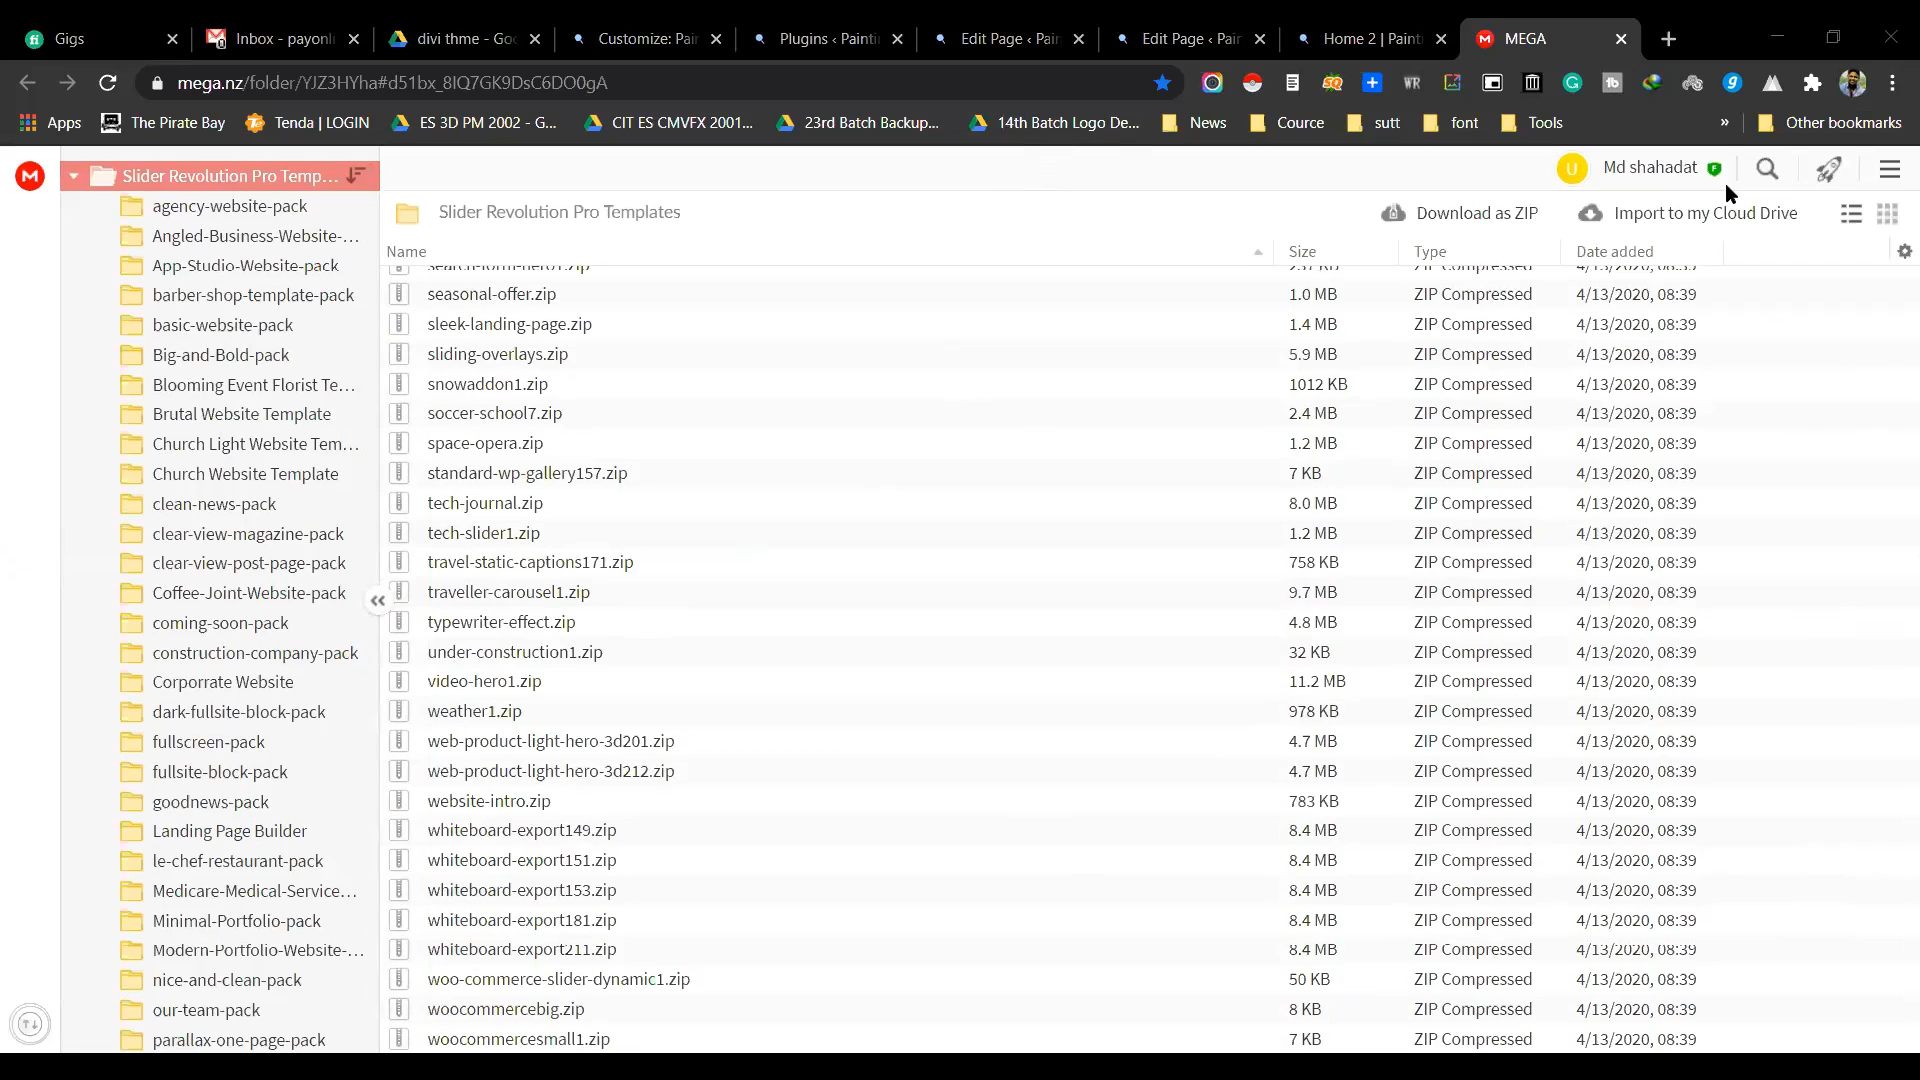 Gigs Inbox - payonli divi thme - Goo Customize: Pain Plugins ‹ Paintin Edit Page ‹ Pain Edit Page ‹ Pain Home 2 | Painti MEGA
mega.nz/folder/YJZ3HYha#d51bx_8IQ7GK9DsC6DO0gA
Apps The Pirate Bay Tenda | LOGIN ES 3D PM 2002 - G... CIT ES CMVFX 2001... 23rd Batch Backup... 14th Batch Logo De... News Cource sutt font Tools » Other bookmarks
Md shahadat
Slider Revolution Pro Temp...
agency-website-pack
Angled-Business-Website-...
App-Studio-Website-pack
barber-shop-template-pack
basic-website-pack
Big-and-Bold-pack
Blooming Event Florist Te...
Brutal Website Template
Church Light Website Tem...
Church Website Template
clean-news-pack
clear-view-magazine-pack
clear-view-post-page-pack
Coffee-Joint-Website-pack
coming-soon-pack
construction-company-pack
Corporrate Website
dark-fullsite-block-pack
fullscreen-pack
fullsite-block-pack
goodnews-pack
Landing Page Builder
le-chef-restaurant-pack
Medicare-Medical-Service...
Minimal-Portfolio-pack
Modern-Portfolio-Website-...
nice-and-clean-pack
our-team-pack
parallax-one-page-pack
Slider Revolution Pro Templates Download as ZIP Import to my Cloud Drive
Name Size Type Date added
search-form-hero1.zip 237 KB ZIP Compressed 4/13/2020, 08:39
seasonal-offer.zip 1.0 MB ZIP Compressed 4/13/2020, 08:39
sleek-landing-page.zip 1.4 MB ZIP Compressed 4/13/2020, 08:39
sliding-overlays.zip 5.9 MB ZIP Compressed 4/13/2020, 08:39
snowaddon1.zip 1012 KB ZIP Compressed 4/13/2020, 08:39
soccer-school7.zip 2.4 MB ZIP Compressed 4/13/2020, 08:39
space-opera.zip 1.2 MB ZIP Compressed 4/13/2020, 08:39
standard-wp-gallery157.zip 7 KB ZIP Compressed 4/13/2020, 08:39
tech-journal.zip 8.0 MB ZIP Compressed 4/13/2020, 08:39
tech-slider1.zip 1.2 MB ZIP Compressed 4/13/2020, 08:39
travel-static-captions171.zip 758 KB ZIP Compressed 4/13/2020, 08:39
traveller-carousel1.zip 9.7 MB ZIP Compressed 4/13/2020, 08:39
typewriter-effect.zip 4.8 MB ZIP Compressed 4/13/2020, 08:39
under-construction1.zip 32 KB ZIP Compressed 4/13/2020, 08:39
video-hero1.zip 11.2 MB ZIP Compressed 4/13/2020, 08:39
weather1.zip 978 KB ZIP Compressed 4/13/2020, 08:39
web-product-light-hero-3d201.zip 4.7 MB ZIP Compressed 4/13/2020, 08:39
web-product-light-hero-3d212.zip 4.7 MB ZIP Compressed 4/13/2020, 08:39
website-intro.zip 783 KB ZIP Compressed 4/13/2020, 08:39
whiteboard-export149.zip 8.4 MB ZIP Compressed 4/13/2020, 08:39
whiteboard-export151.zip 8.4 MB ZIP Compressed 4/13/2020, 08:39
whiteboard-export153.zip 8.4 MB ZIP Compressed 4/13/2020, 08:39
whiteboard-export181.zip 8.4 MB ZIP Compressed 4/13/2020, 08:39
whiteboard-export211.zip 8.4 MB ZIP Compressed 4/13/2020, 08:39
woo-commerce-slider-dynamic1.zip 50 KB ZIP Compressed 4/13/2020, 08:39
woocommercebig.zip 8 KB ZIP Compressed 4/13/2020, 08:39
woocommercesmall1.zip 7 KB ZIP Compressed 4/13/2020, 08:39